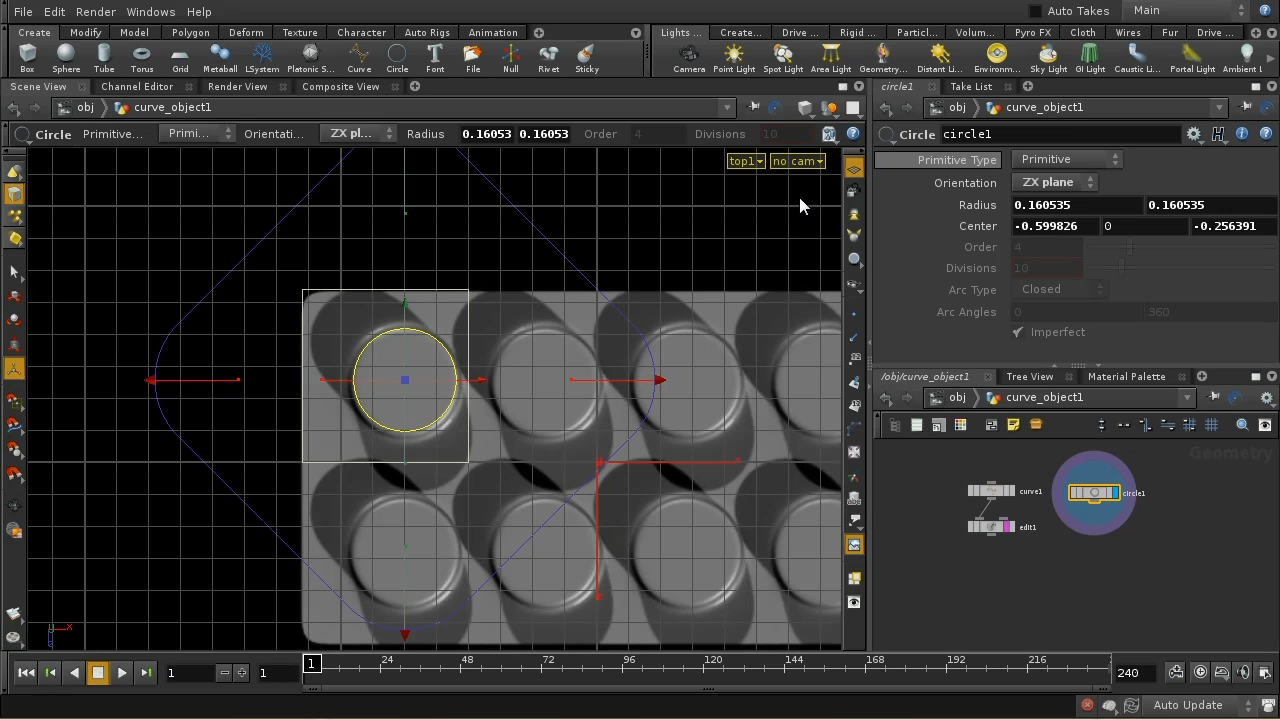 File Edit Render Windows Help Auto Takes Main
Create Modify Model Polygon Deform Texture Character Auto Rigs Animation Lights ... Create... Drive ... Rigid ... Particl... Volum... Pyro FX Cloth Wires Fur Drive ...
Box Sphere Tube Torus Grid Metaball LSystem Platonic S... Curve Circle Font File Null Rivet Sticky Camera Point Light Spot Light Area Light Geometry... Distant Li... Environm... Sky Light GI Light Caustic Li... Portal Light Ambient l
Scene View Channel Editor Render View Composite View circle1 Take List
obj curve_object1 obj curve_object1
Circle Primitive... Primi... Orientati... ZX pl... Radius 0.16053 0.16053 Order 4 Divisions 10 Circle circle1
top1 no cam
Primitive Type Primitive
Orientation ZX plane
Radius 0.160535 0.160535
Center -0.599826 0 -0.256391
Order 4
Divisions 10
Arc Type Closed
Arc Angles 0 360
Imperfect
/obj/curve_object1 Tree View Material Palette
obj curve_object1
Geometry
curve1 circle1
edit1
x
1 24 48 72 96 120 144 168 192 216
1 1 240
Auto Update